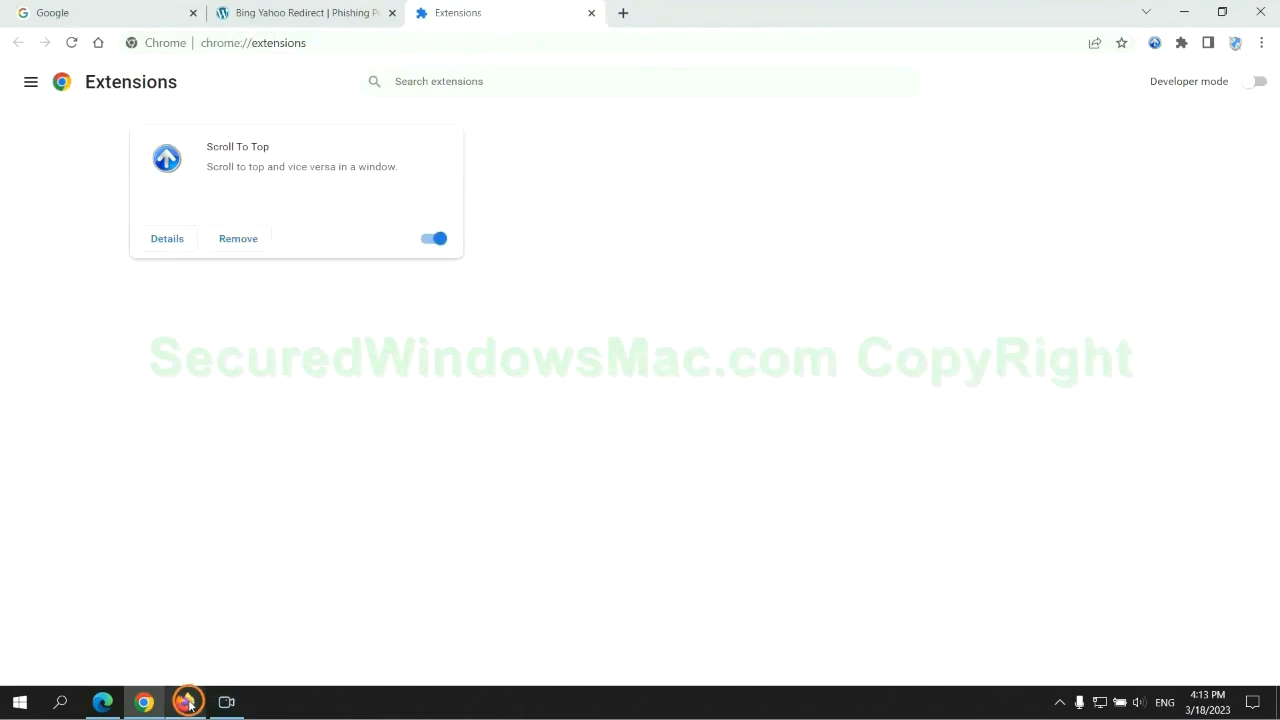 Google
Bing Yahoo Redirect | Phishing Po
Extensions
Chrome | chrome://extensions
Extensions
Search extensions
Developer mode
Scroll To Top
Scroll to top and vice versa in a window.
Details
Remove
SecuredWindowsMac.com CopyRight
ENG
4:13 PM
3/18/2023